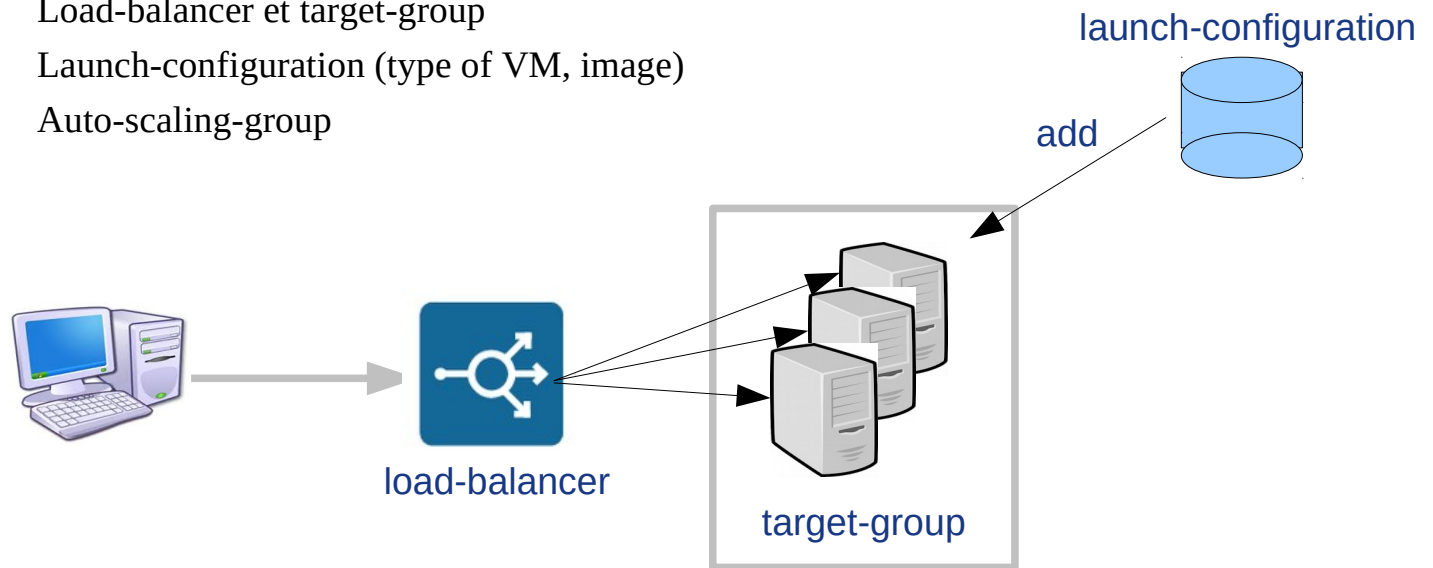 Load-balancer et target-group
Launch-configuration (type of VM, image)
Auto-scaling-group
launch-configuration
add
load-balancer
target-group